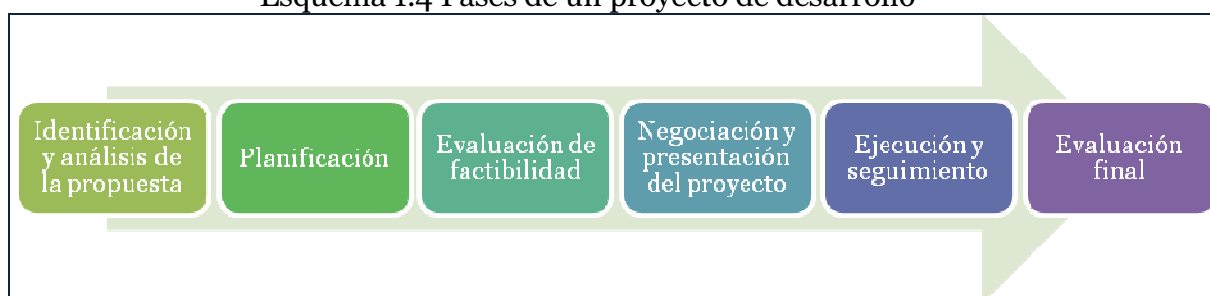 Esquema 1.4 Fases de un proyecto de desarrollo
Identificación
y análisis de
la propuesta
Planificación
Evaluación de
factibilidad
Negociación y
presentación
del proyecto
Ejecución y
seguimiento
Evaluación
final